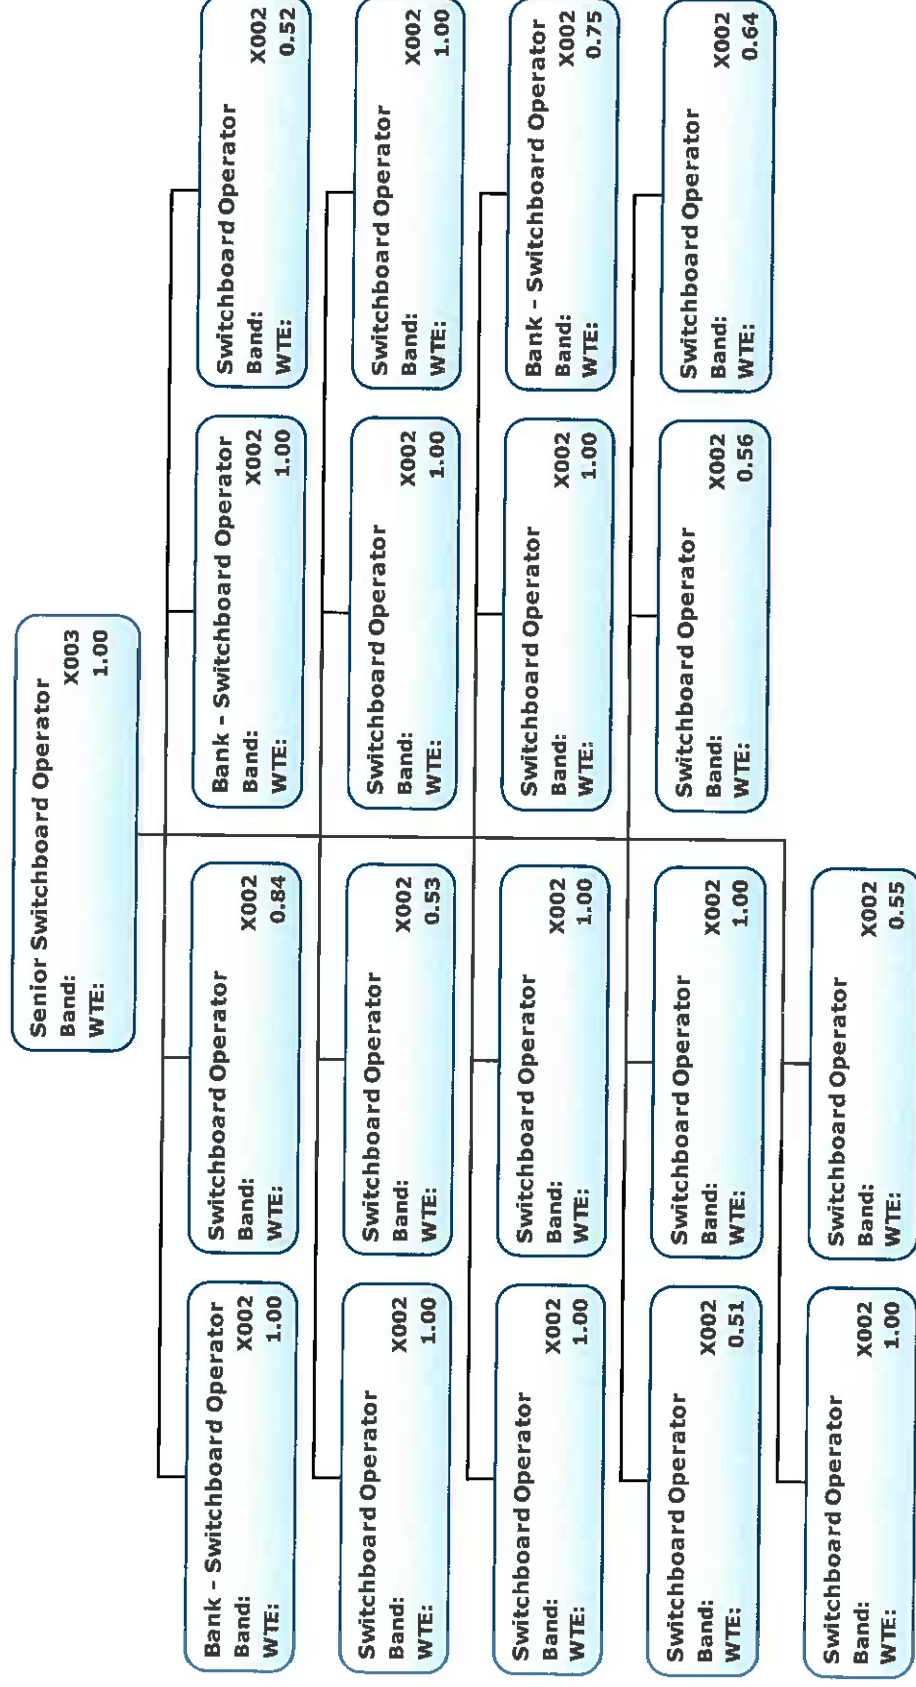 Senior Switchboard Operator
Band: X003
WTE: 1.00
Bank - Switchboard Operator
Band: X002
WTE: 1.00
Switchboard Operator
Band: X002
WTE: 0.84
Bank - Switchboard Operator
Band: X002
WTE: 1.00
Switchboard Operator
Band: X002
WTE: 0.52
Switchboard Operator
Band: X002
WTE: 1.00
Switchboard Operator
Band: X002
WTE: 0.53
Switchboard Operator
Band: X002
WTE: 1.00
Switchboard Operator
Band: X002
WTE: 1.00
Switchboard Operator
Band: X002
WTE: 1.00
Switchboard Operator
Band: X002
WTE: 1.00
Switchboard Operator
Band: X002
WTE: 1.00
Bank - Switchboard Operator
Band: X002
WTE: 0.75
Switchboard Operator
Band: X002
WTE: 0.51
Switchboard Operator
Band: X002
WTE: 1.00
Switchboard Operator
Band: X002
WTE: 0.56
Switchboard Operator
Band: X002
WTE: 0.64
Switchboard Operator
Band: X002
WTE: 1.00
Switchboard Operator
Band: X002
WTE: 0.55